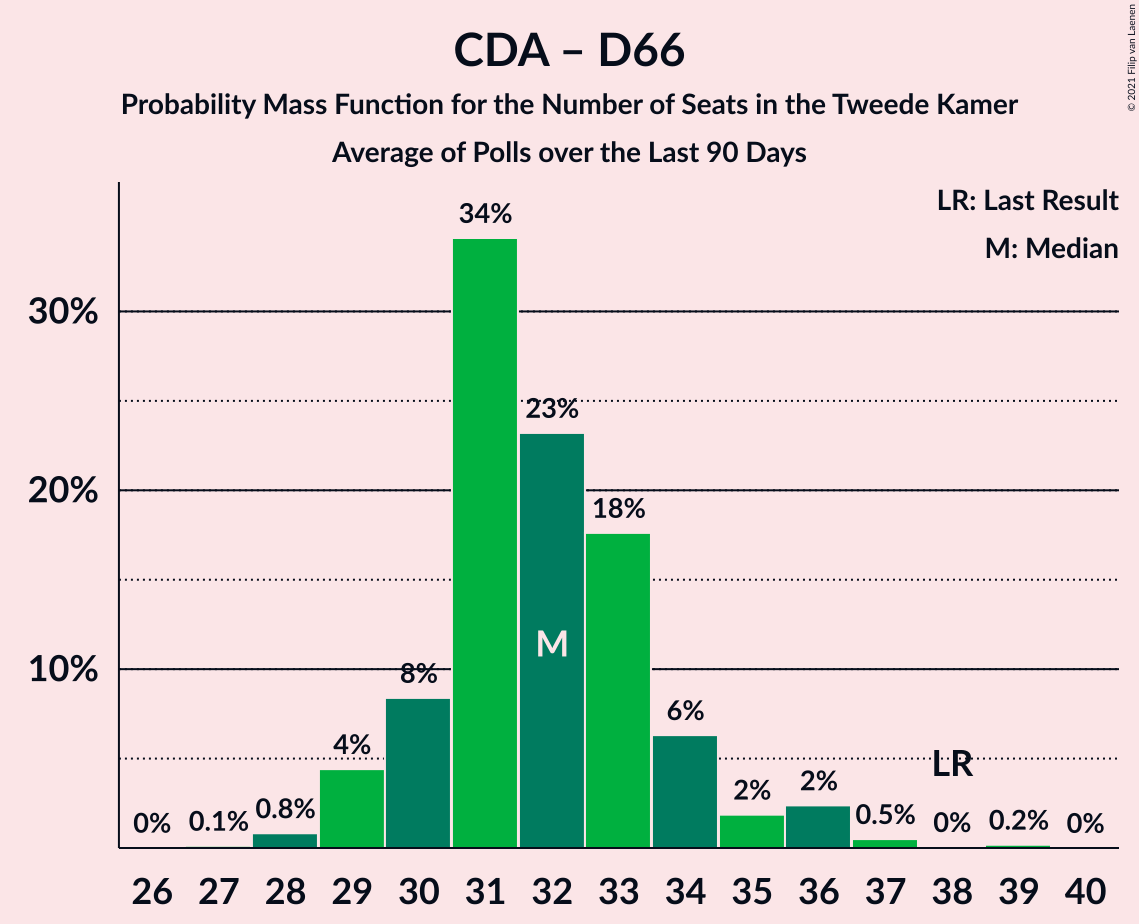 CDA – D66
Probability Mass Function for the Number of Seats in the Tweede Kamer
Average of Polls over the Last 90 Days
© 2021 Filip van Laenen
LR: Last Result
M: Median
30%
20%
10%
0%
0.1%
0.8%
4%
8%
34%
23%
18%
6%
2%
2%
0.5%
0%
0.2%
0%
M
LR
26 27 28 29 30 31 32 33 34 35 36 37 38 39 40